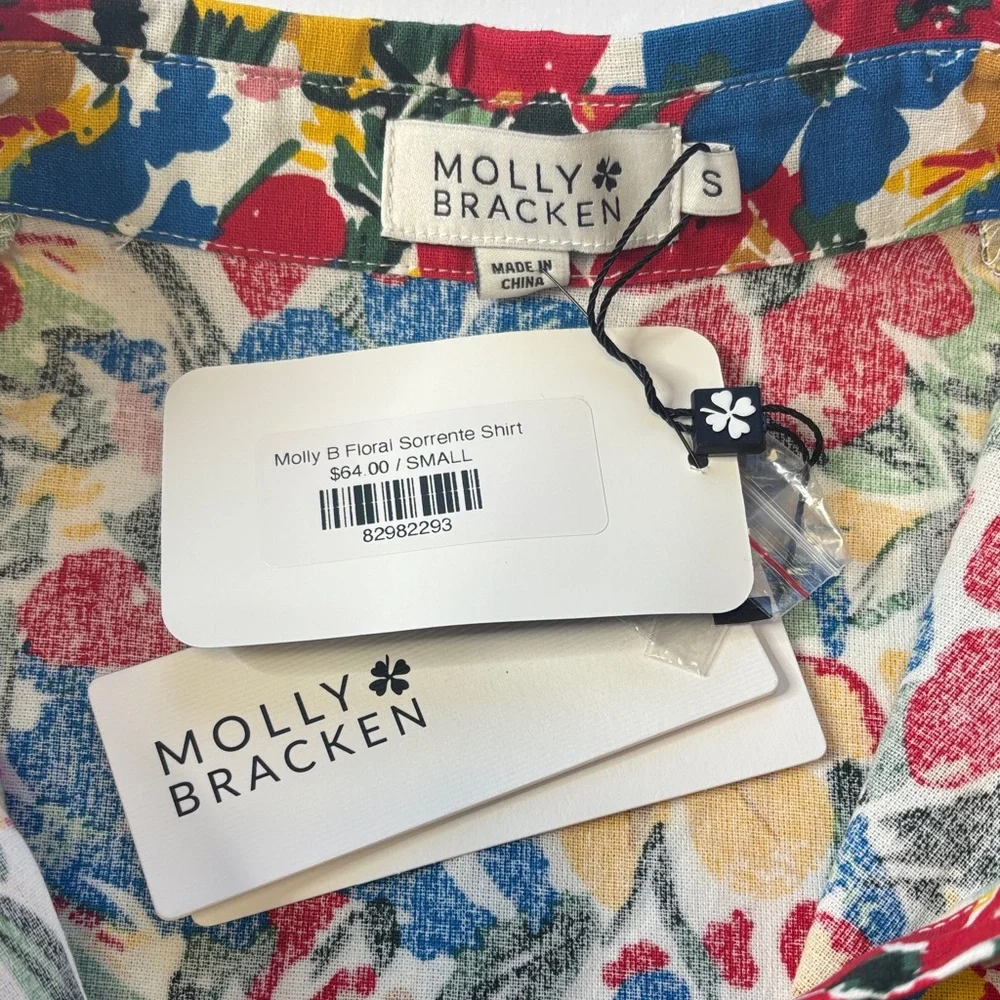 MOLLY
BRACKEN
S
MADE IN
CHINA
Molly B Floral Sorrente Shirt
$64.00 / SMALL
82982293
MOLLY
BRACKEN